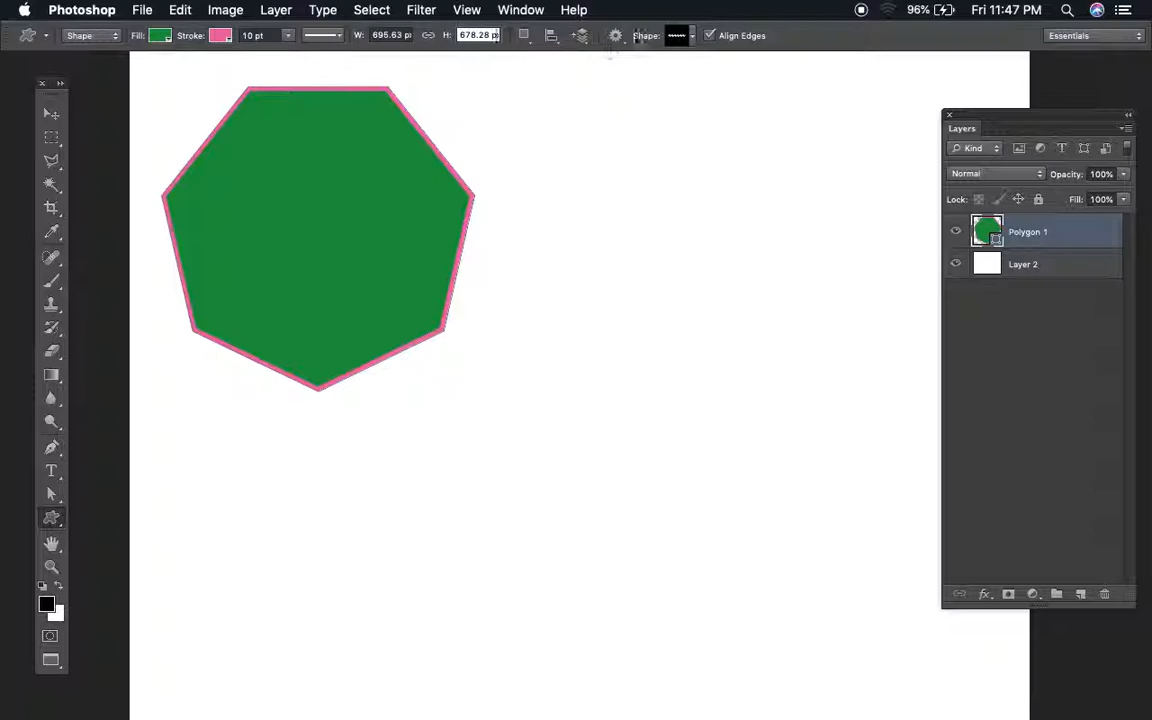 Photoshop File Edit Image Layer Type Select Filter View Window Help 96% Fri 11:47 PM
Shape Fill: Stroke: 10 pt W: 695.63 p H: 678.28 p Shape: Align Edges Essentials
Layers
Kind
Normal Opacity: 100%
Lock: Fill: 100%
Polygon 1
Layer 2
fx